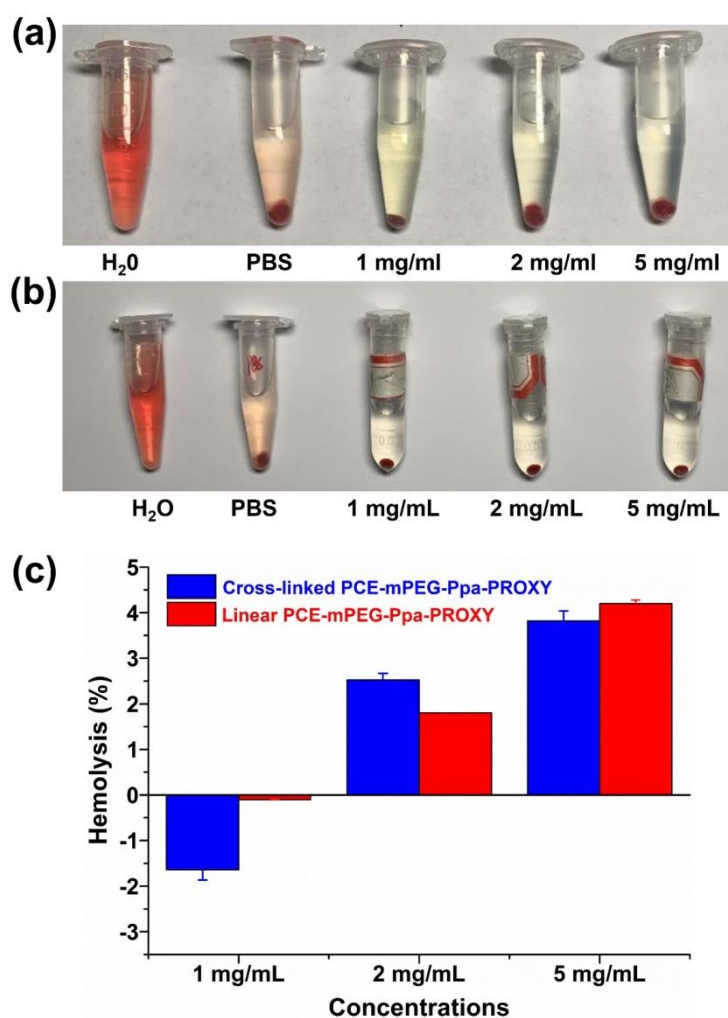 (a)
H₂0 PBS 1 mg/ml 2 mg/ml 5 mg/ml
(b)
H₂O PBS 1 mg/mL 2 mg/mL 5 mg/mL
(c)
Cross-linked PCE-mPEG-Ppa-PROXY
Linear PCE-mPEG-Ppa-PROXY
Hemolysis (%)
5
4
3
2
1
0
-1
-2
-3
1 mg/mL 2 mg/mL 5 mg/mL
Concentrations